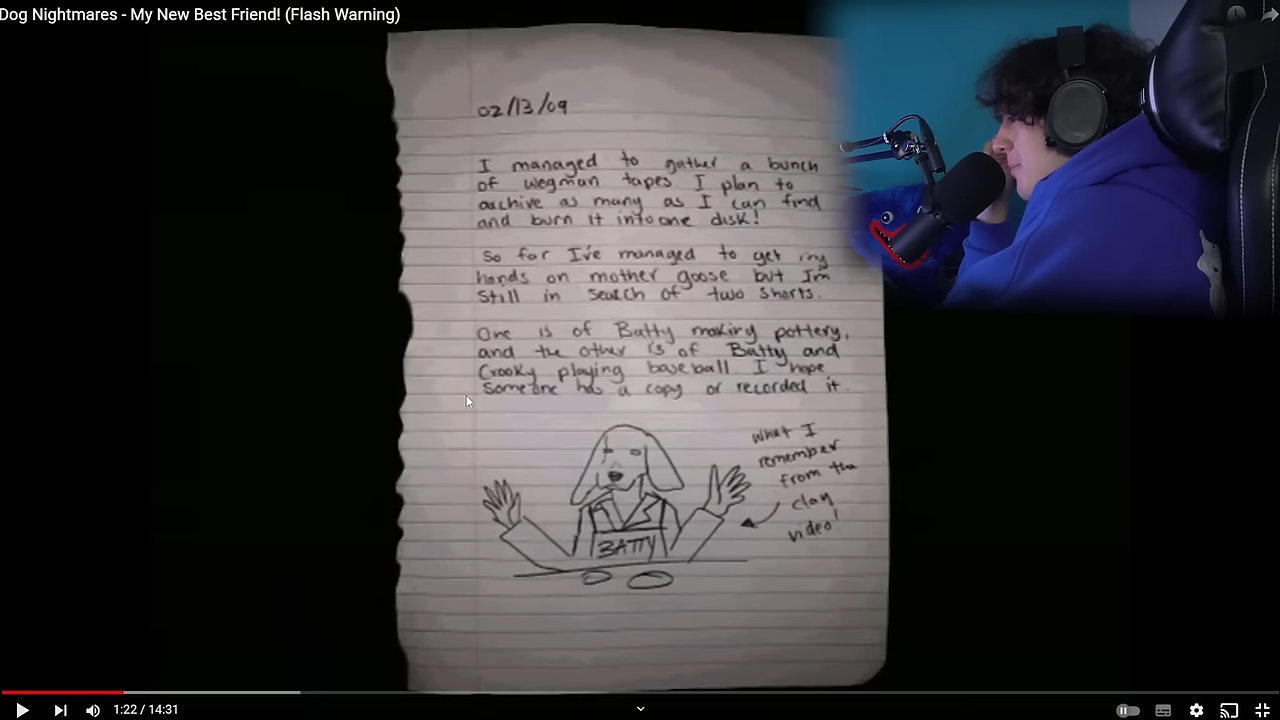 Dog Nightmares - My New Best Friend! (Flash Warning)
02/13/09
I managed to gather a bunch
of wegman tapes. I plan to
archive as many as I can find
and burn it into one disk!
So far I've managed to get my
hands on mother goose but Im
still in search of two shorts.
One is of Batty making pottery,
and the other is of Batty and
Crooky playing baseball I hope
someone has a copy or recorded it.
what I
remember
from the
clay
video!
BATTY
1:22 / 14:31